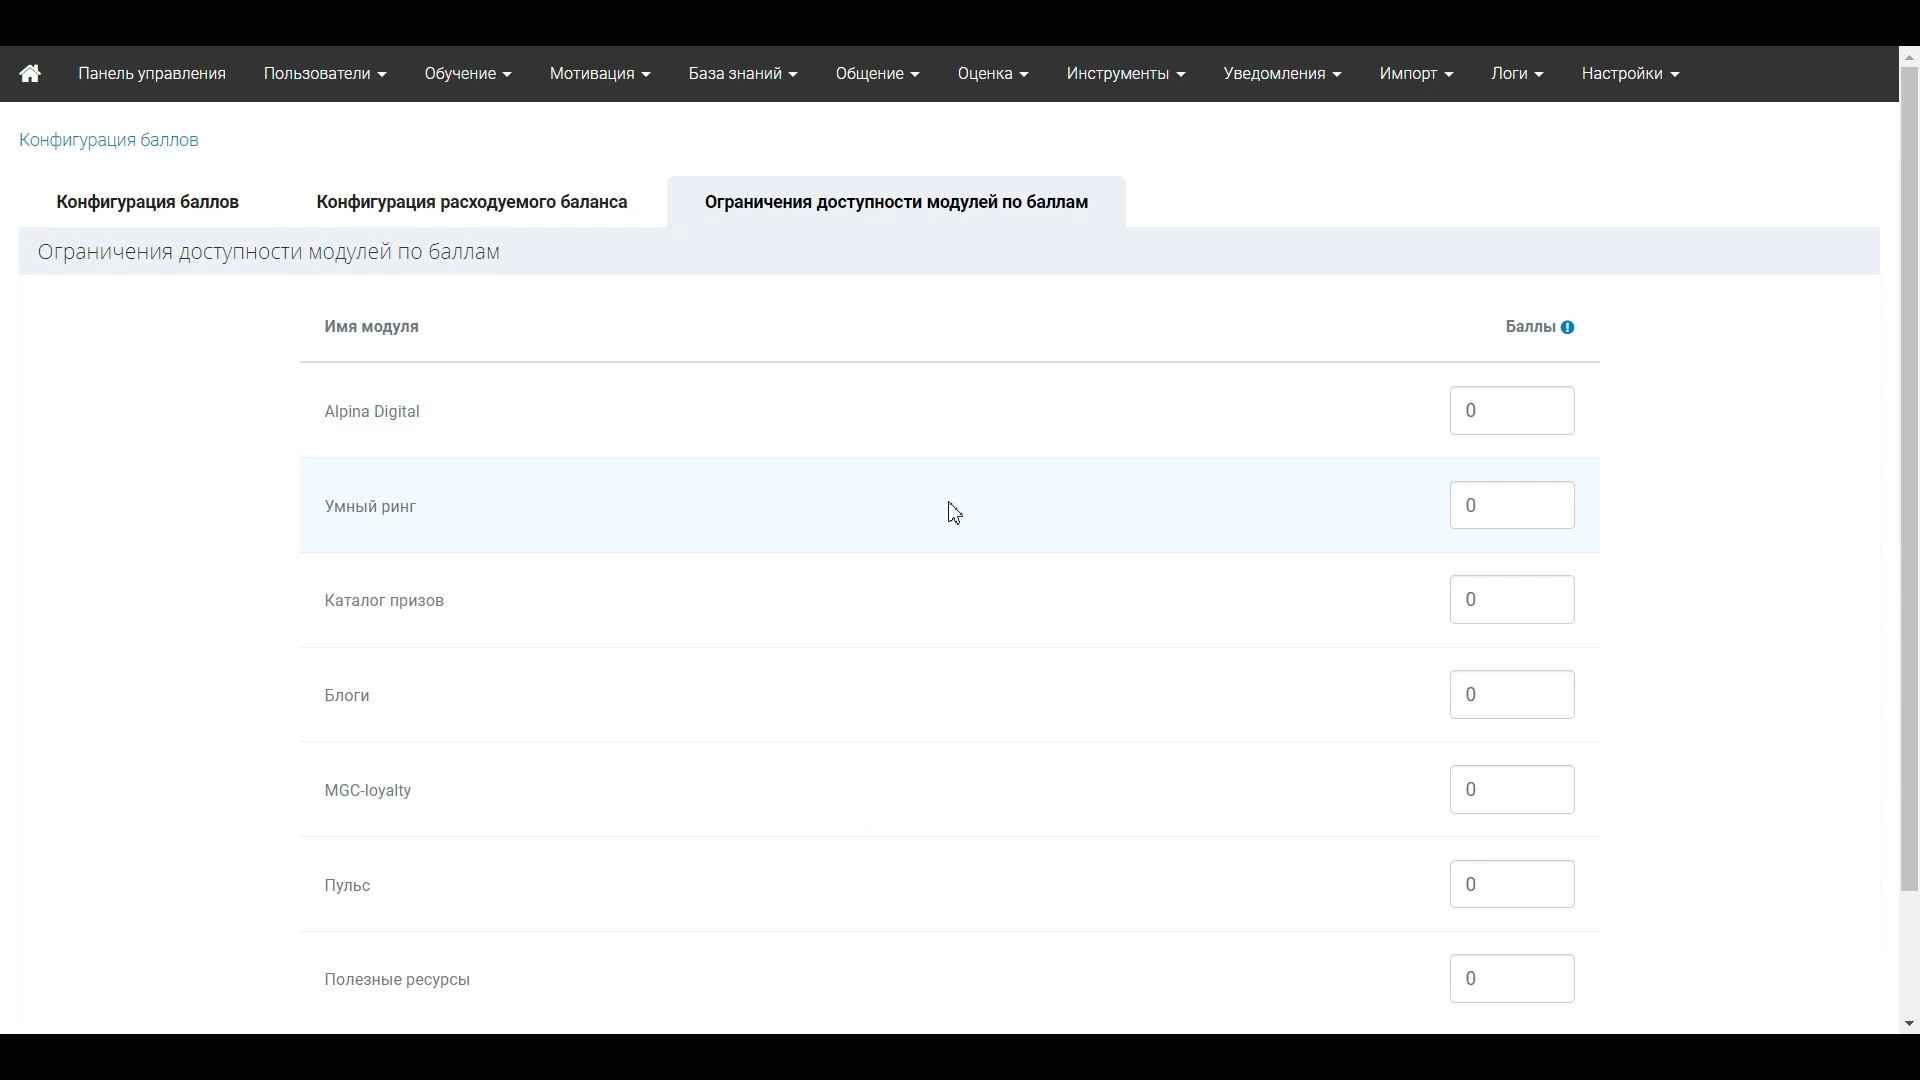 Панель управления Пользователи Обучение Мотивация База знаний Общение Оценка Инструменты Уведомления Импорт Логи Настройки
Конфигурация баллов
Конфигурация баллов Конфигурация расходуемого баланса Ограничения доступности модулей по баллам
Ограничения доступности модулей по баллам
Имя модуля Баллы
Alpina Digital 0
Умный ринг 0
Каталог призов 0
Блоги 0
MGC-loyalty 0
Пульс 0
Полезные ресурсы 0